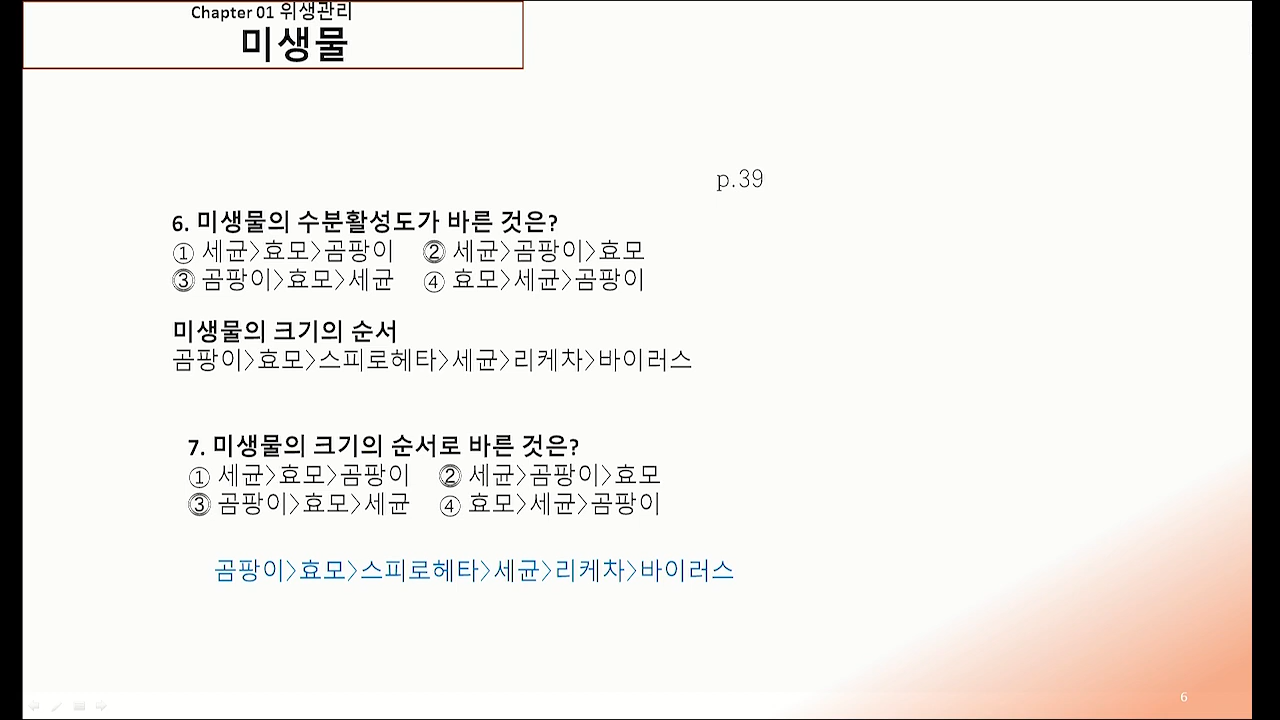 Chapter 01 위생관리
미생물
p.39
6. 미생물의 수분활성도가 바른 것은?
① 세균>효모>곰팡이 ② 세균>곰팡이>효모
③ 곰팡이>효모>세균 ④ 효모>세균>곰팡이
미생물의 크기의 순서
곰팡이>효모>스피로헤타>세균>리케차>바이러스
7. 미생물의 크기의 순서로 바른 것은?
① 세균>효모>곰팡이 ② 세균>곰팡이>효모
③ 곰팡이>효모>세균 ④ 효모>세균>곰팡이
곰팡이>효모>스피로헤타>세균>리케차>바이러스
6